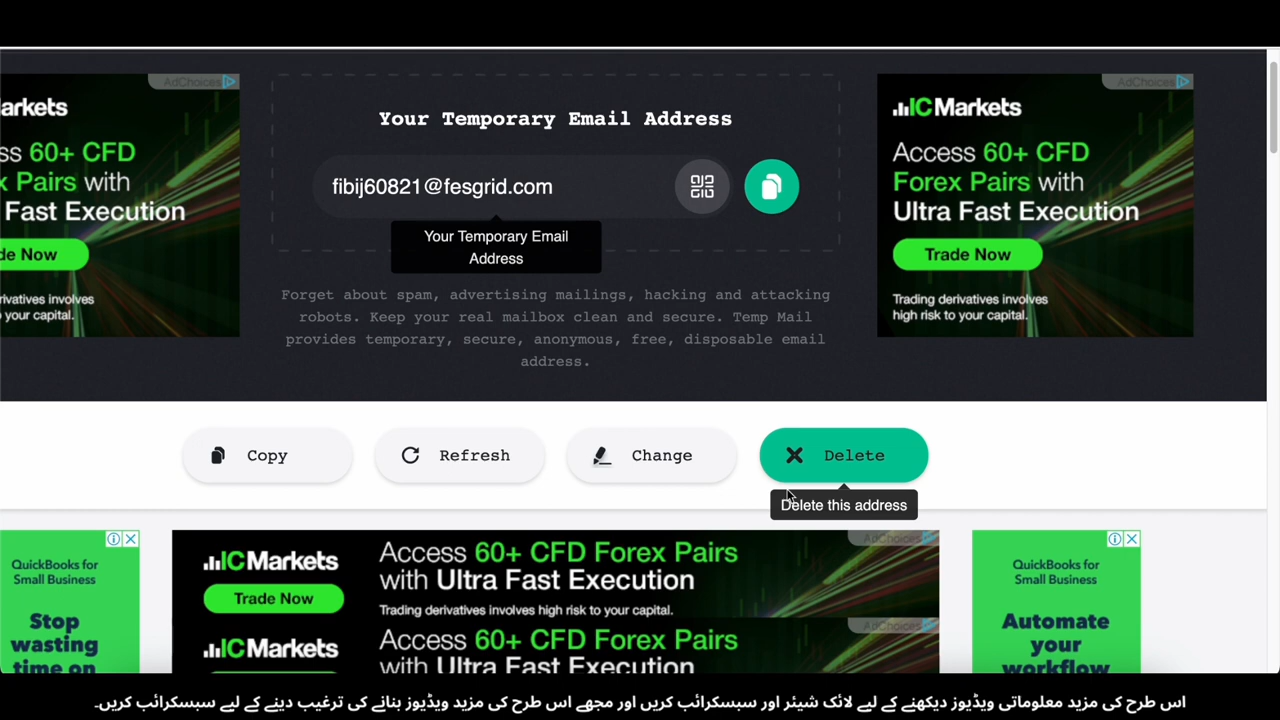 AdChoices
arkets
ss 60+ CFD
x Pairs with
Fast Execution
de Now
rivatives involves
your capital.
Your Temporary Email Address
fibij60821@fesgrid.com
Your Temporary Email
Address
Forget about spam, advertising mailings, hacking and attacking
robots. Keep your real mailbox clean and secure. Temp Mail
provides temporary, secure, anonymous, free, disposable email
address.
AdChoices
IC Markets
Access 60+ CFD
Forex Pairs with
Ultra Fast Execution
Trade Now
Trading derivatives involves
high risk to your capital.
Copy
Refresh
Change
Delete
Delete this address
QuickBooks for
Small Business
Stop
wasting
time on
AdChoices
IC Markets
Trade Now
Access 60+ CFD Forex Pairs
with Ultra Fast Execution
Trading derivatives involves high risk to your capital.
AdChoices
IC Markets
Access 60+ CFD Forex Pairs
with Ultra Fast Execution
QuickBooks for
Small Business
Automate
your
workflow
اس طرح کی مزید معلوماتی ویڈیوز دیکھنے کے لیے لائک شیئر اور سبسکرائب کریں اور مجھے اس طرح کی مزید ویڈیوز بنانے کی ترغیب دینے کے لیے سبسکرائب کریں۔